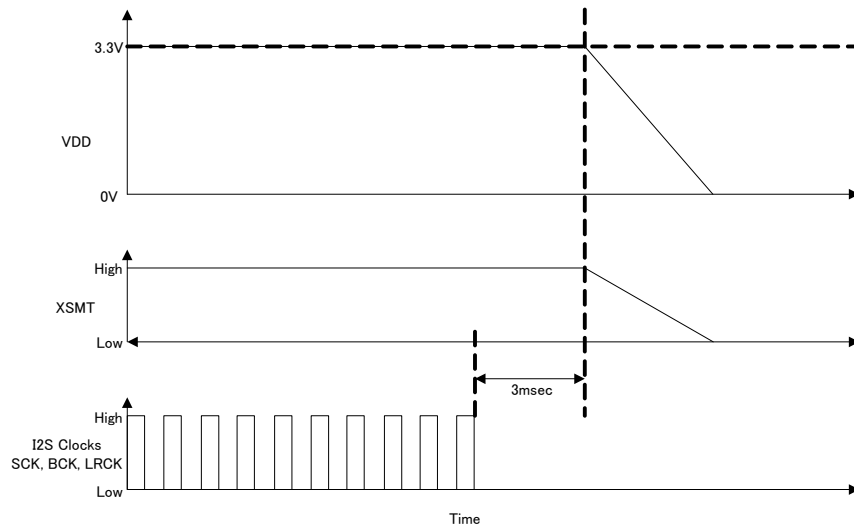 3.3V
VDD
0V
High
XSMT
Low
3msec
High
I2S Clocks
SCK, BCK, LRCK
Low
Time